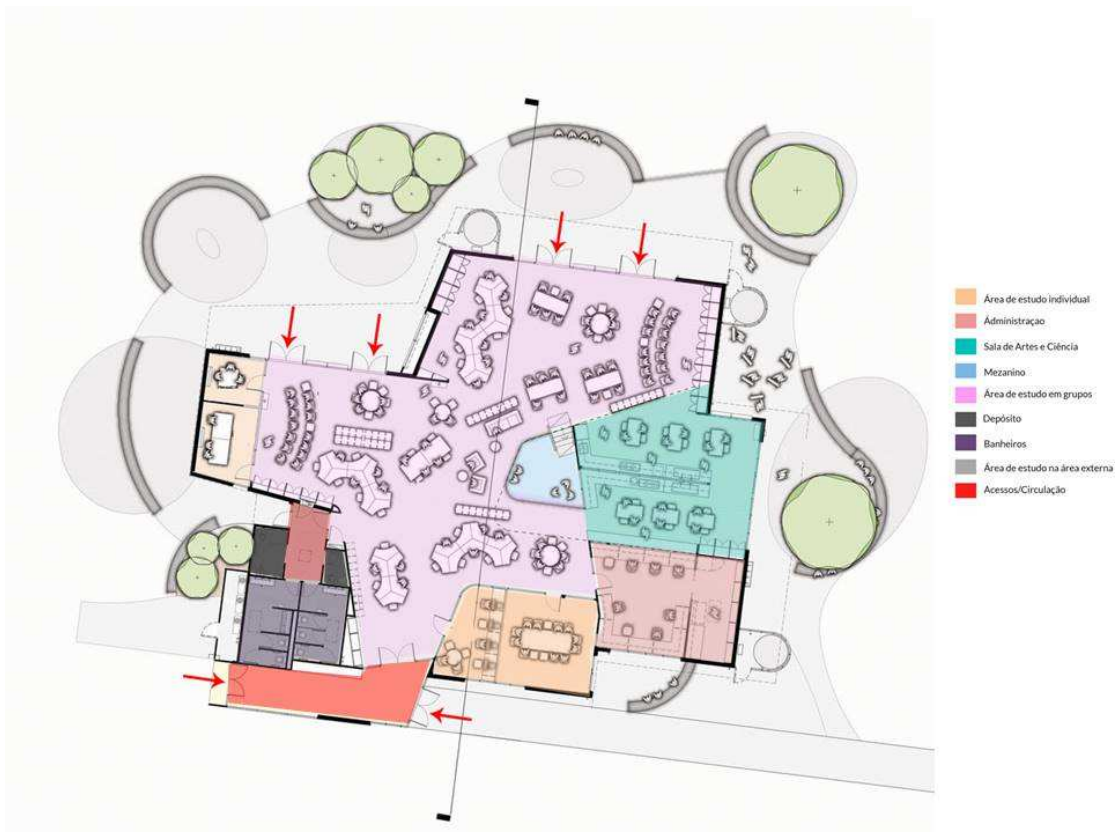 Área de estudo individual
Ádministraçao
Sala de Artes e Ciência
Mezanino
Área de estudo em grupos
Depósito
Banheiros
Área de estudo na área externa
Acessos/Circulação